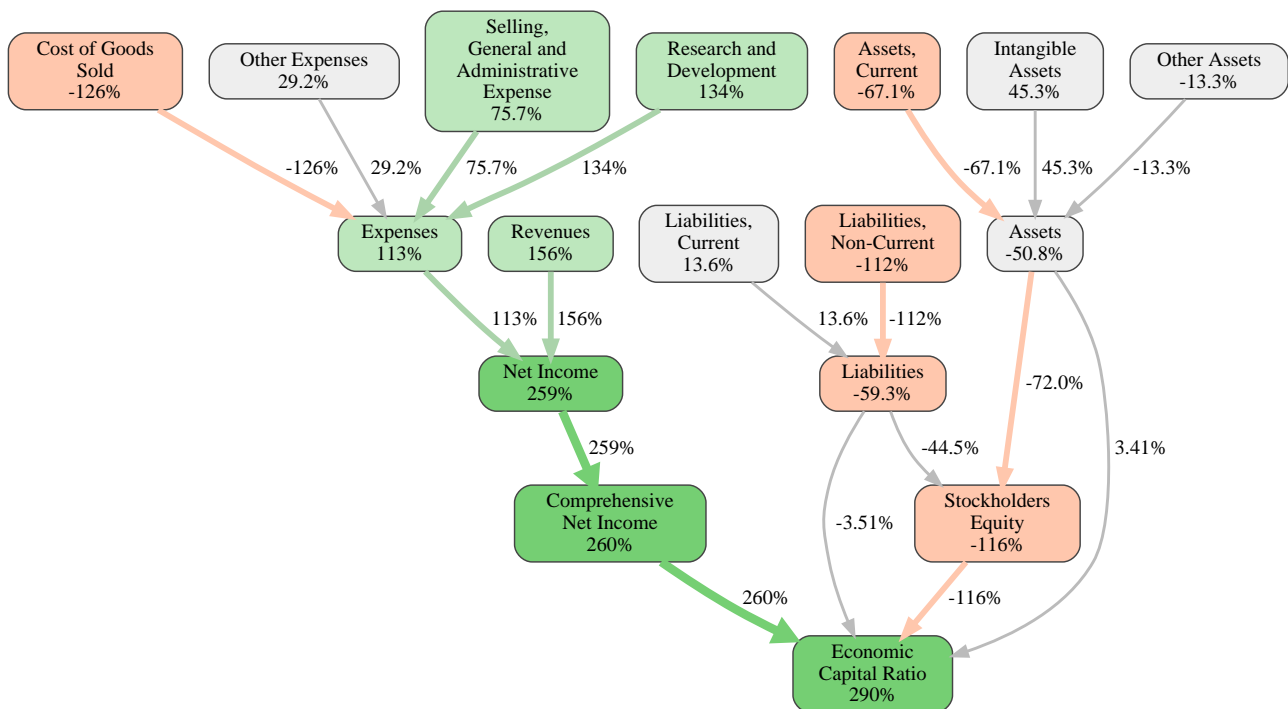 Cost of Goods
Sold
-126%
Other Expenses
29.2%
Selling,
General and
Administrative
Expense
75.7%
Research and
Development
134%
Assets,
Current
-67.1%
Intangible
Assets
45.3%
Other Assets
-13.3%
-126%
29.2%
75.7%
134%
-67.1%
45.3%
-13.3%
Expenses
113%
Revenues
156%
Liabilities,
Current
13.6%
Liabilities,
Non-Current
-112%
Assets
-50.8%
113%
156%
13.6%
-112%
Net Income
259%
Liabilities
-59.3%
-72.0%
259%
-44.5%
3.41%
Comprehensive
Net Income
260%
-3.51%
Stockholders
Equity
-116%
260%
-116%
Economic
Capital Ratio
290%